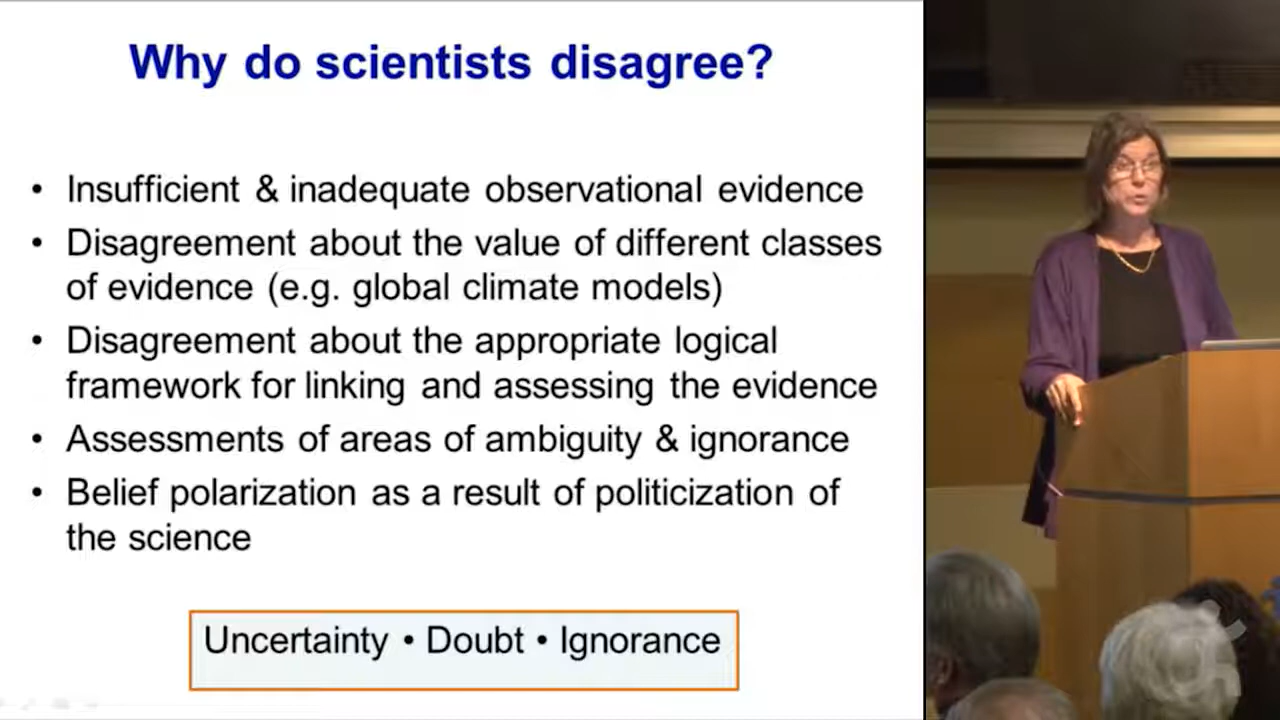 Why do scientists disagree?
• Insufficient & inadequate observational evidence
• Disagreement about the value of different classes
of evidence (e.g. global climate models)
• Disagreement about the appropriate logical
framework for linking and assessing the evidence
• Assessments of areas of ambiguity & ignorance
• Belief polarization as a result of politicization of
the science
Uncertainty • Doubt • Ignorance